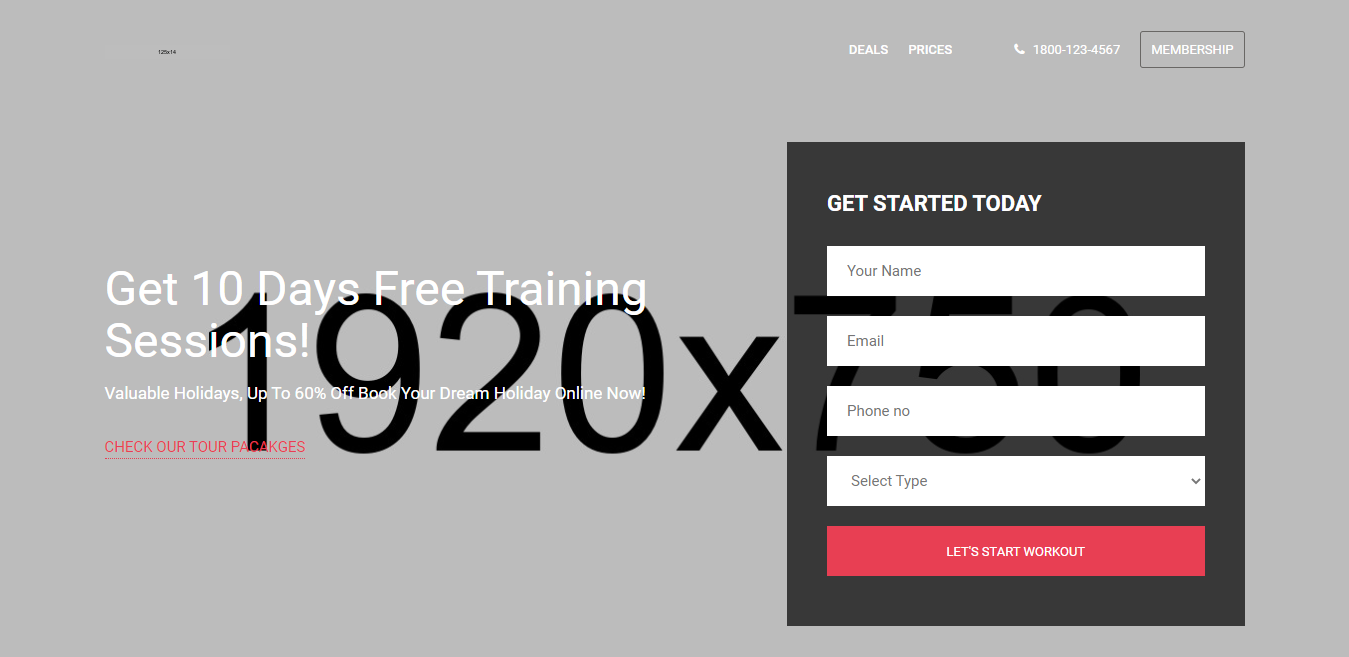 125x14
DEALS PRICES 1800-123-4567 MEMBERSHIP
GET STARTED TODAY
Your Name
Email
Phone no
Select Type
LET'S START WORKOUT
Get 10 Days Free Training
Sessions!
Valuable Holidays, Up To 60% Off Book Your Dream Holiday Online Now!
CHECK OUR TOUR PACAKGES
1920x750